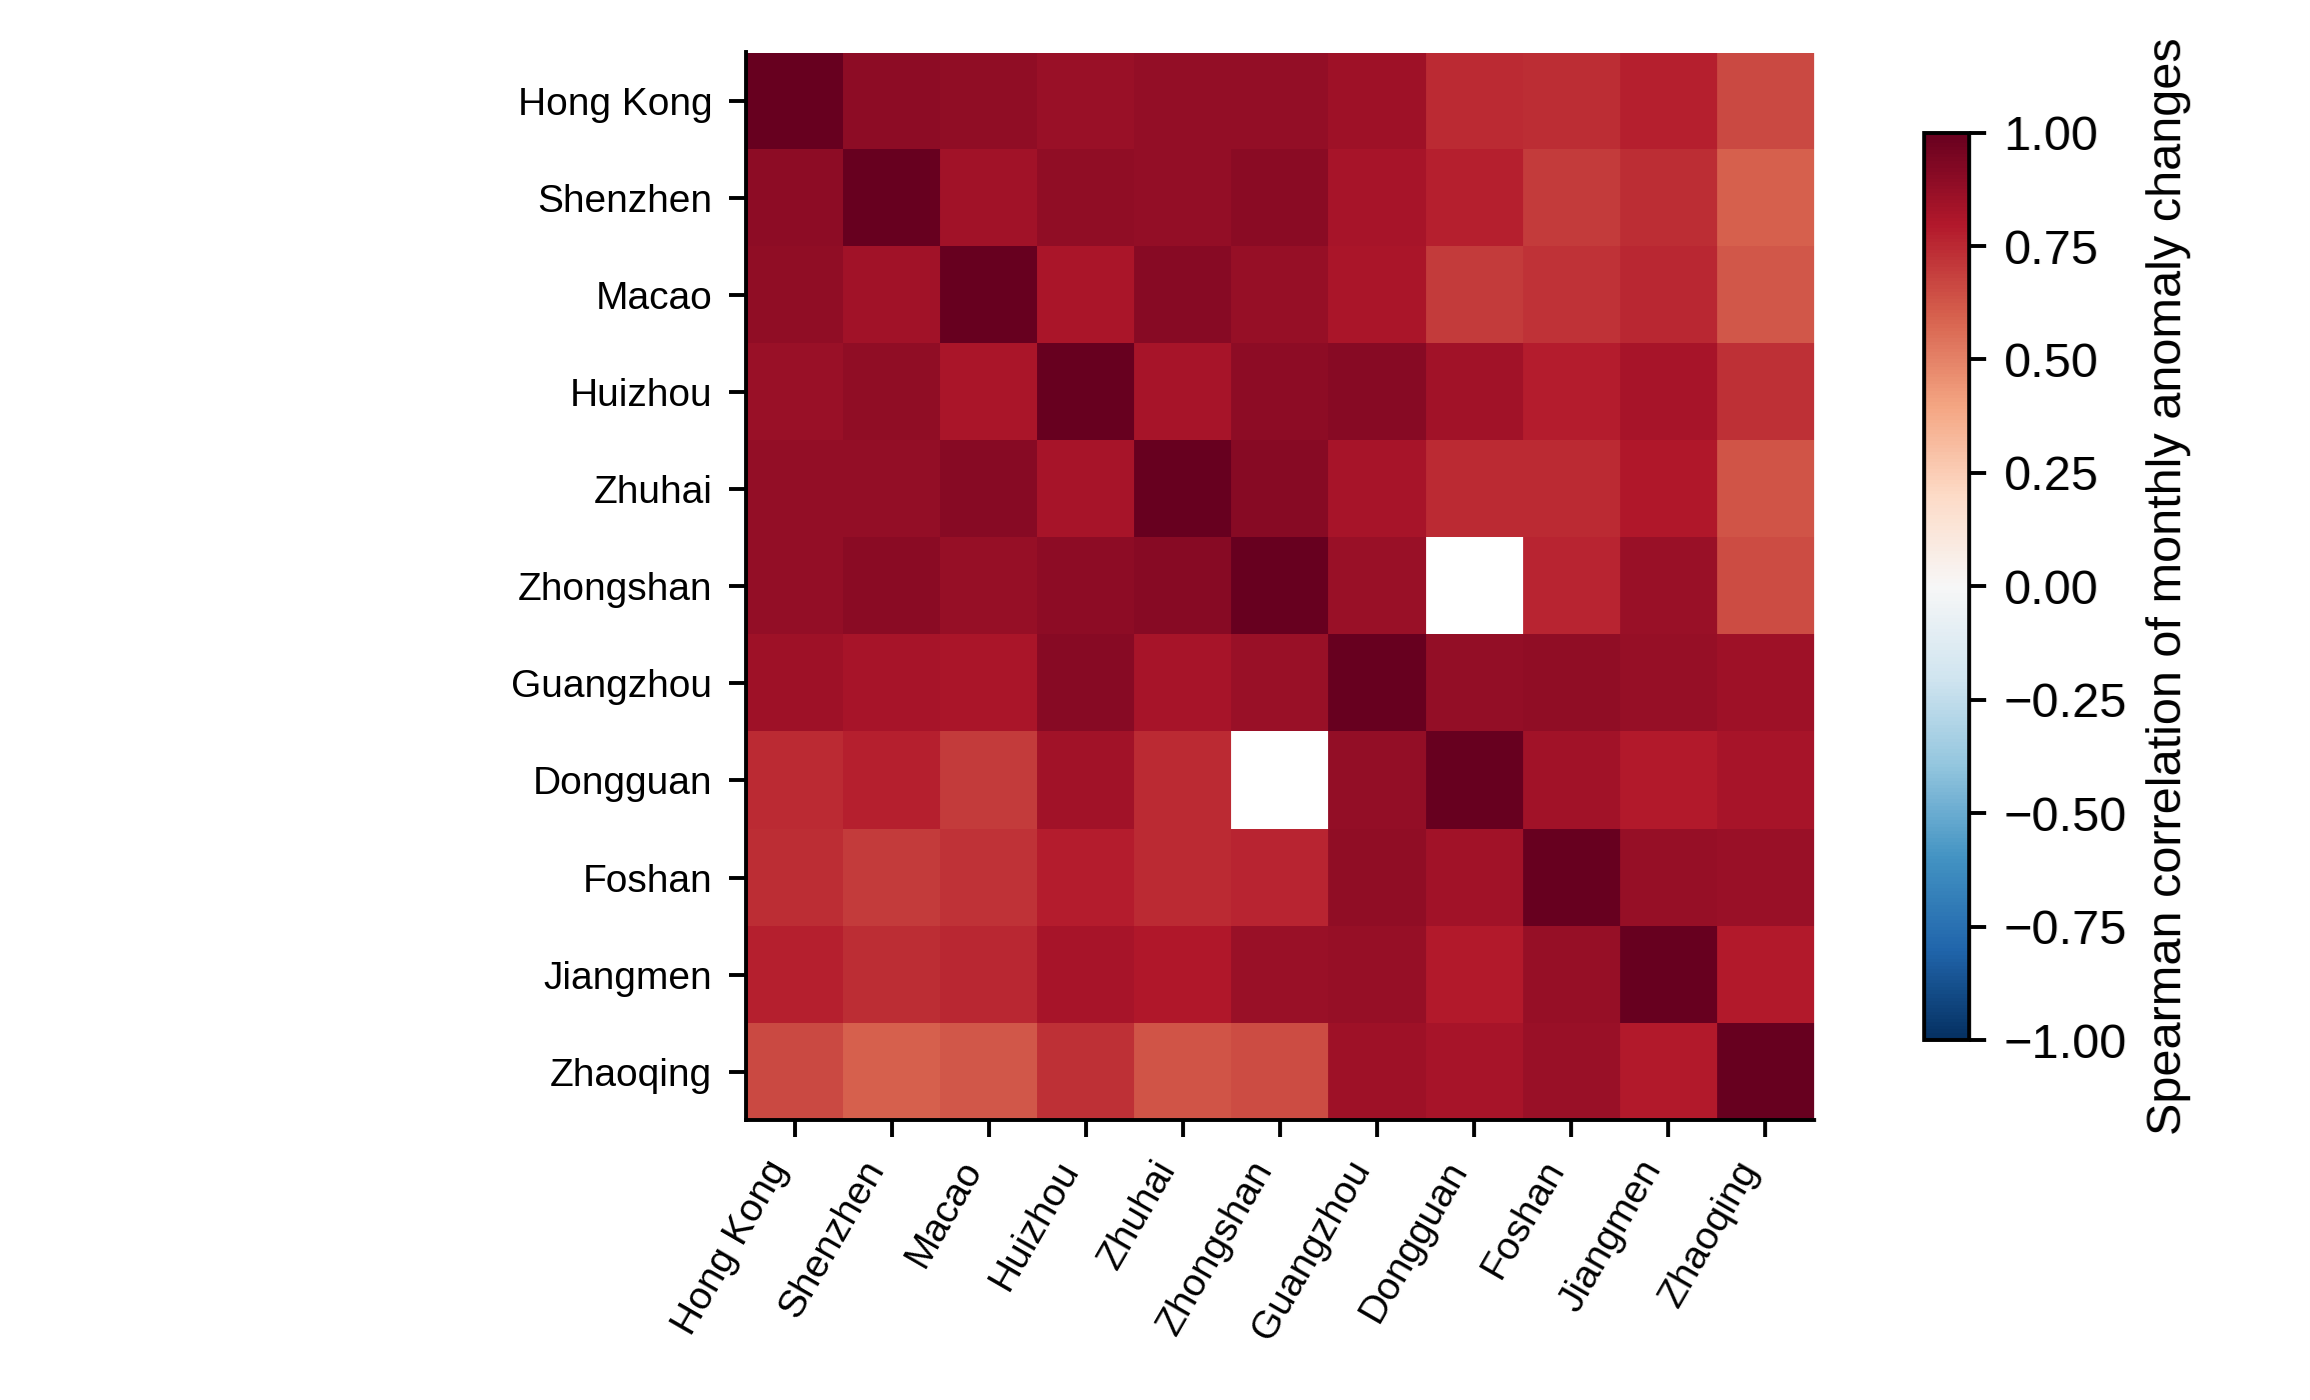 Hong Kong
Shenzhen
Macao
Huizhou
Zhuhai
Zhongshan
Guangzhou
Dongguan
Foshan
Jiangmen
Zhaoqing
Hong Kong
Shenzhen
Macao
Huizhou
Zhuhai
Zhongshan
Guangzhou
Dongguan
Foshan
Jiangmen
Zhaoqing
1.00
0.75
0.50
0.25
0.00
−0.25
−0.50
−0.75
−1.00
Spearman correlation of monthly anomaly changes